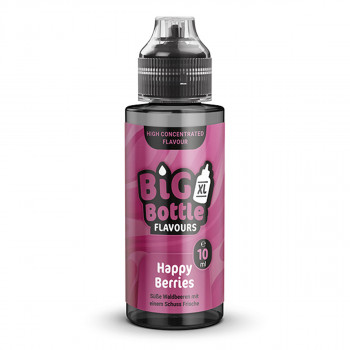 HIGH CONCENTRATED
FLAVOUR
BiG XL
Bottle
FLAVOURS
e
10
ml
Happy
Berries
Süße Waldbeeren mit
einem Schuss Frische